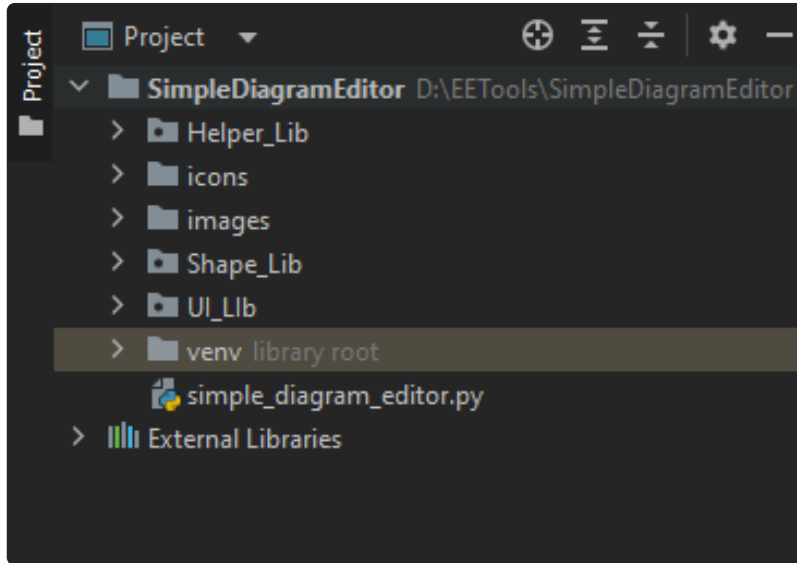 Project
Project
SimpleDiagramEditor D:\EETools\SimpleDiagramEditor
Helper_Lib
icons
images
Shape_Lib
UI_LIb
venv library root
simple_diagram_editor.py
External Libraries